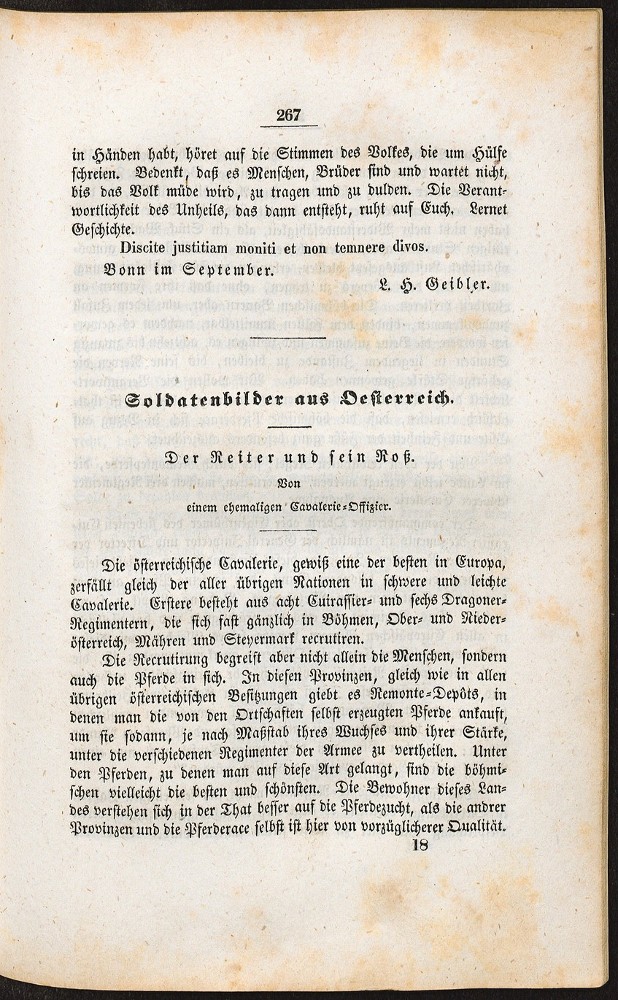 267
in Händen habt, höret auf die Stimmen des Volkes, die um Hülfe
schreien. Bedenkt, daß es Menschen, Brüder sind und wartet nicht,
bis das Volk müde wird, zu tragen und zu dulden. Die Verant-
wortlichkeit des Unheils, das dann entsteht, ruht auf Euch. Lernet
Geschichte.
Discite justitiam moniti et non temnere divos.
Bonn im September.
L. H. Geibler.
Soldatenbilder aus Oesterreich.
Der Reiter und sein Roß.
Von
einem ehemaligen Cavalerie-Offizier.
Die österreichische Cavalerie, gewiß eine der besten in Europa,
zerfällt gleich der aller übrigen Nationen in schwere und leichte
Cavalerie. Erstere besteht aus acht Cuirassier- und sechs Dragoner-
Regimentern, die sich fast gänzlich in Böhmen, Ober- und Nieder-
österreich, Mähren und Steyermark recrutiren.
Die Recrutirung begreift aber nicht allein die Menschen, sondern
auch die Pferde in sich. In diesen Provinzen, gleich wie in allen
übrigen österreichischen Besitzungen giebt es Remonte-Depôts, in
denen man die von den Ortschaften selbst erzeugten Pferde ankauft,
um sie sodann, je nach Maßstab ihres Wuchses und ihrer Stärke,
unter die verschiedenen Regimenter der Armee zu vertheilen. Unter
den Pferden, zu denen man auf diese Art gelangt, sind die böhmi-
schen vielleicht die besten und schönsten. Die Bewohner dieses Lan-
des verstehen sich in der That besser auf die Pferdezucht, als die andrer
Provinzen und die Pferderace selbst ist hier von vorzüglicherer Qualität.
18